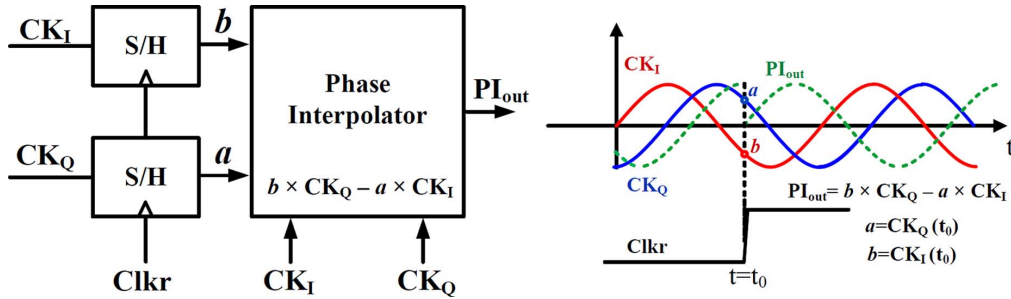 CK_I
S/H
b
Phase
Interpolator
PI_out
CK_Q
S/H
a
b × CK_Q – a × CK_I
Clkr
CK_I
CK_Q
CK_I
PI_out
a
b
t
CK_Q
PI_out= b × CK_Q – a × CK_I
a=CK_Q (t_0)
Clkr
b=CK_I (t_0)
t=t_0